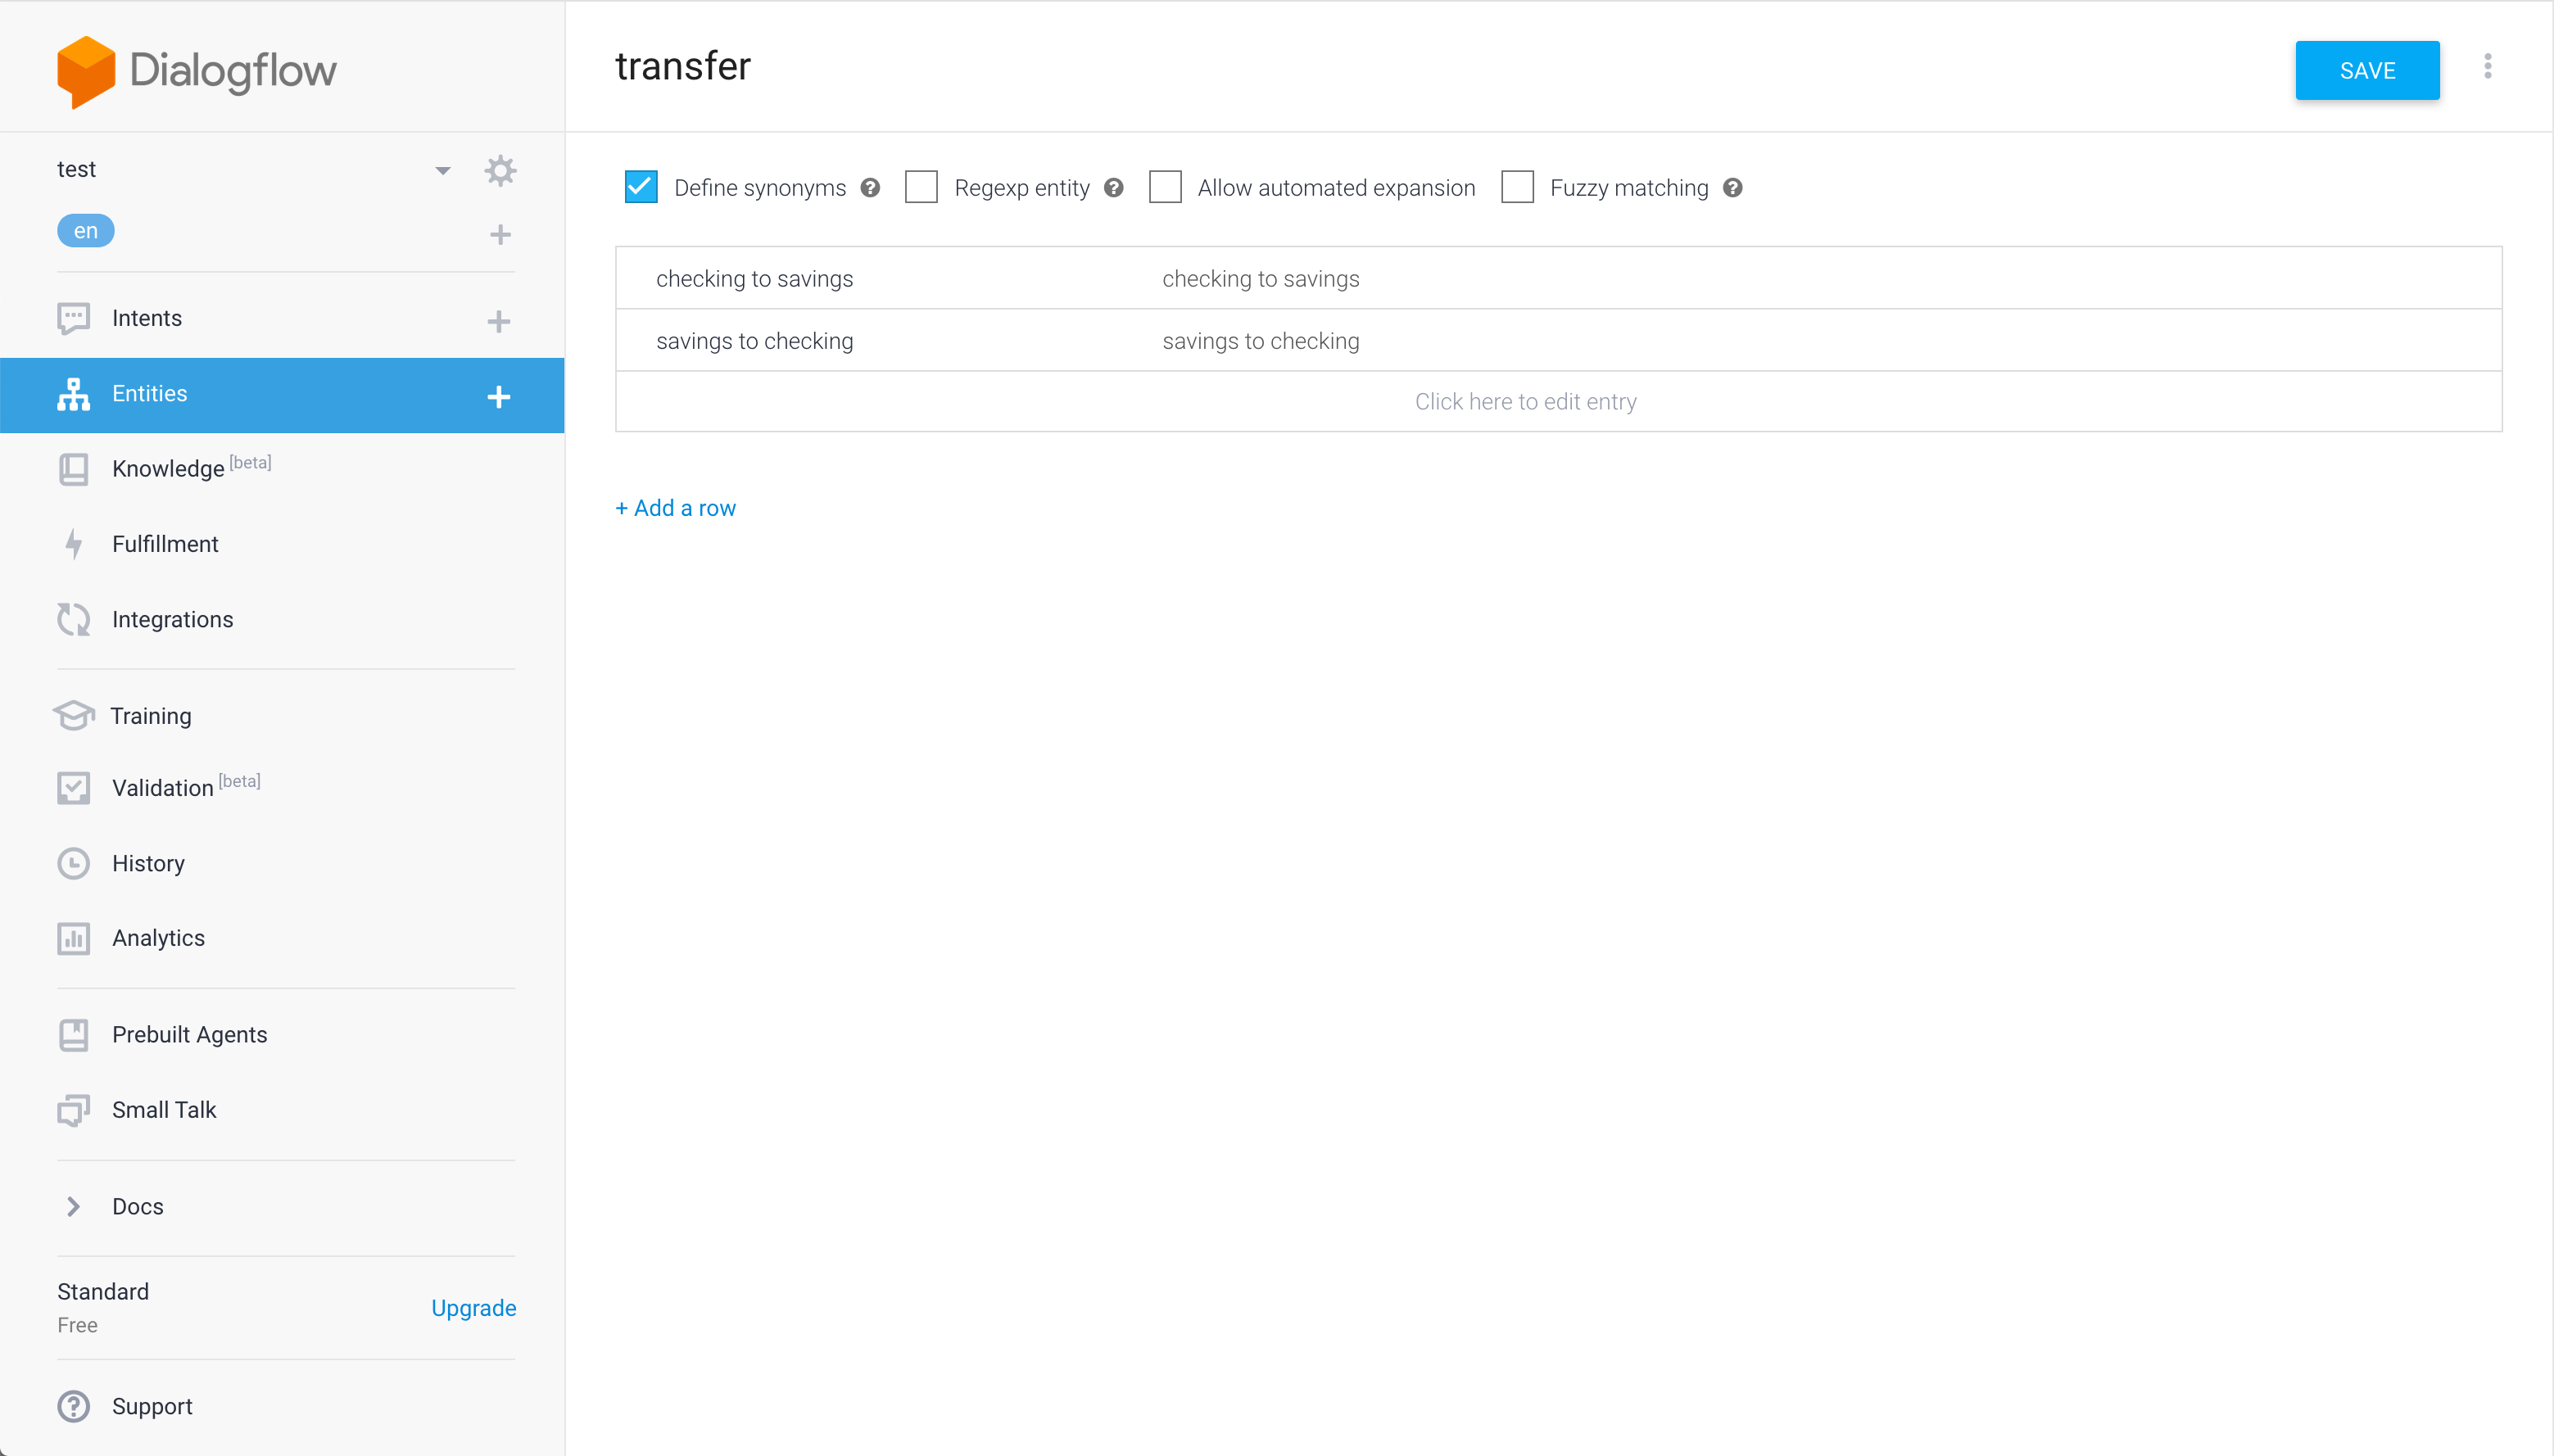 Dialogflow
transfer
SAVE
test
en
Define synonyms ? Regexp entity ? Allow automated expansion Fuzzy matching ?
checking to savings checking to savings
savings to checking savings to checking
Click here to edit entry
+ Add a row
Intents
Entities
Knowledge [beta]
Fulfillment
Integrations
Training
Validation [beta]
History
Analytics
Prebuilt Agents
Small Talk
Docs
Standard
Free
Upgrade
Support